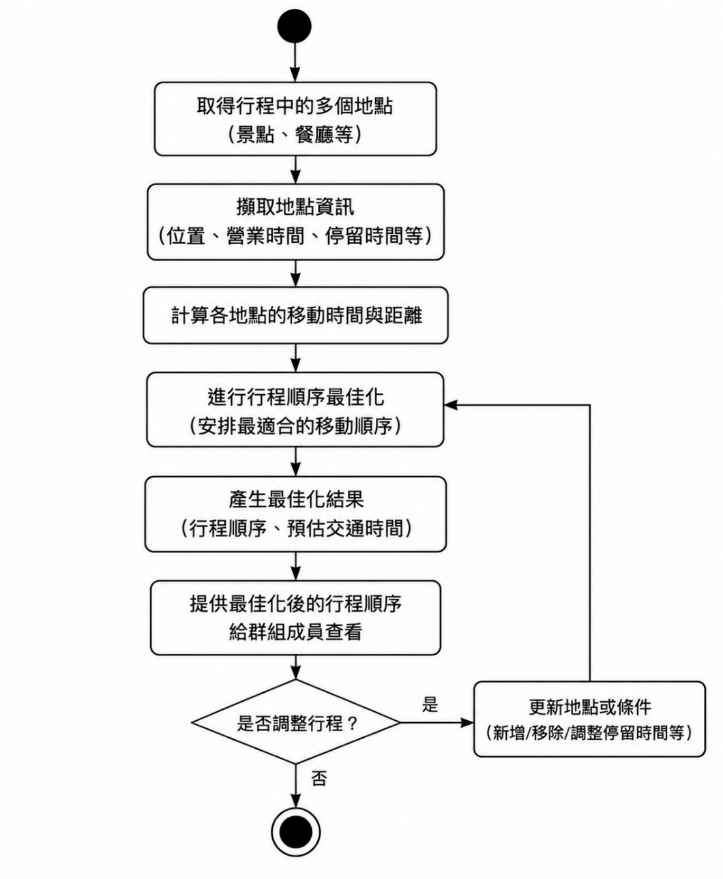 取得行程中的多個地點
（景點、餐廳等）
擷取地點資訊
（位置、營業時間、停留時間等）
計算各地點的移動時間與距離
進行行程順序最佳化
（安排最適合的移動順序）
產生最佳化結果
（行程順序、預估交通時間）
提供最佳化後的行程順序
給群組成員查看
是否調整行程？
是
更新地點或條件
（新增/移除/調整停留時間等）
否